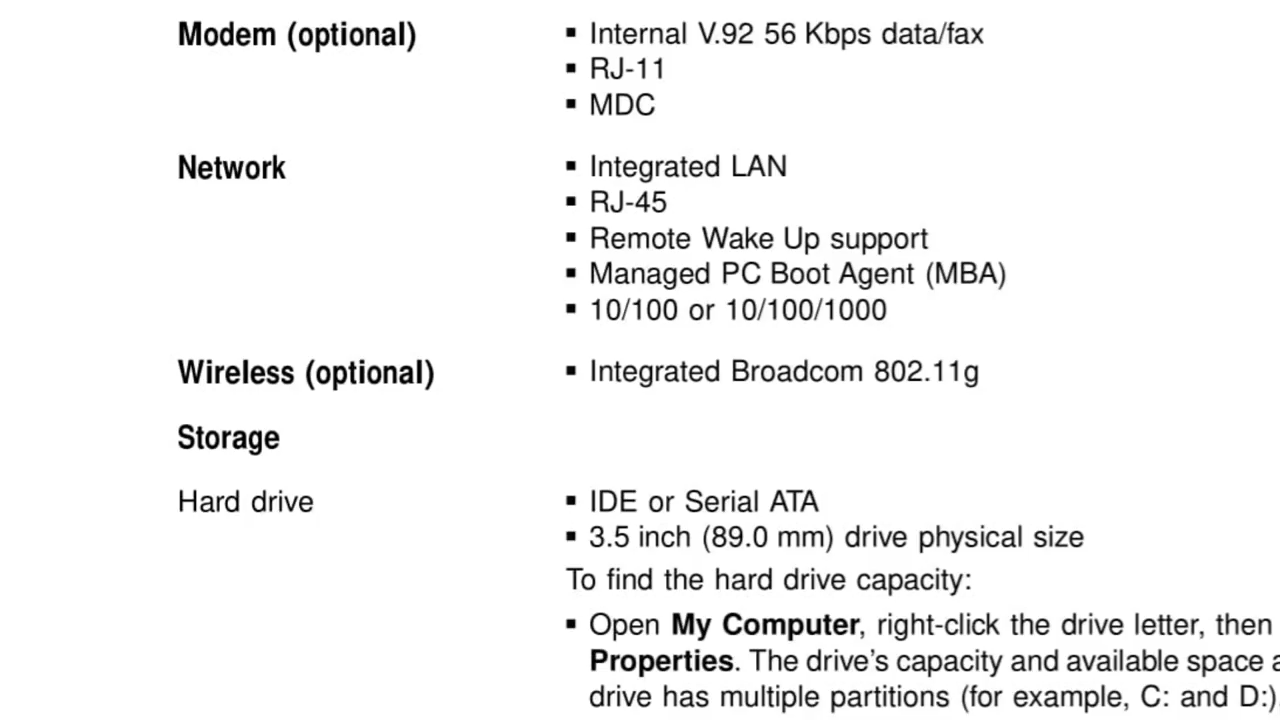 Modem (optional) ▪ Internal V.92 56 Kbps data/fax
▪ RJ-11
▪ MDC
Network ▪ Integrated LAN
▪ RJ-45
▪ Remote Wake Up support
▪ Managed PC Boot Agent (MBA)
▪ 10/100 or 10/100/1000
Wireless (optional) ▪ Integrated Broadcom 802.11g
Storage
Hard drive ▪ IDE or Serial ATA
▪ 3.5 inch (89.0 mm) drive physical size
To find the hard drive capacity:
▪ Open My Computer, right-click the drive letter, then
Properties. The drive's capacity and available space a
drive has multiple partitions (for example, C: and D:)